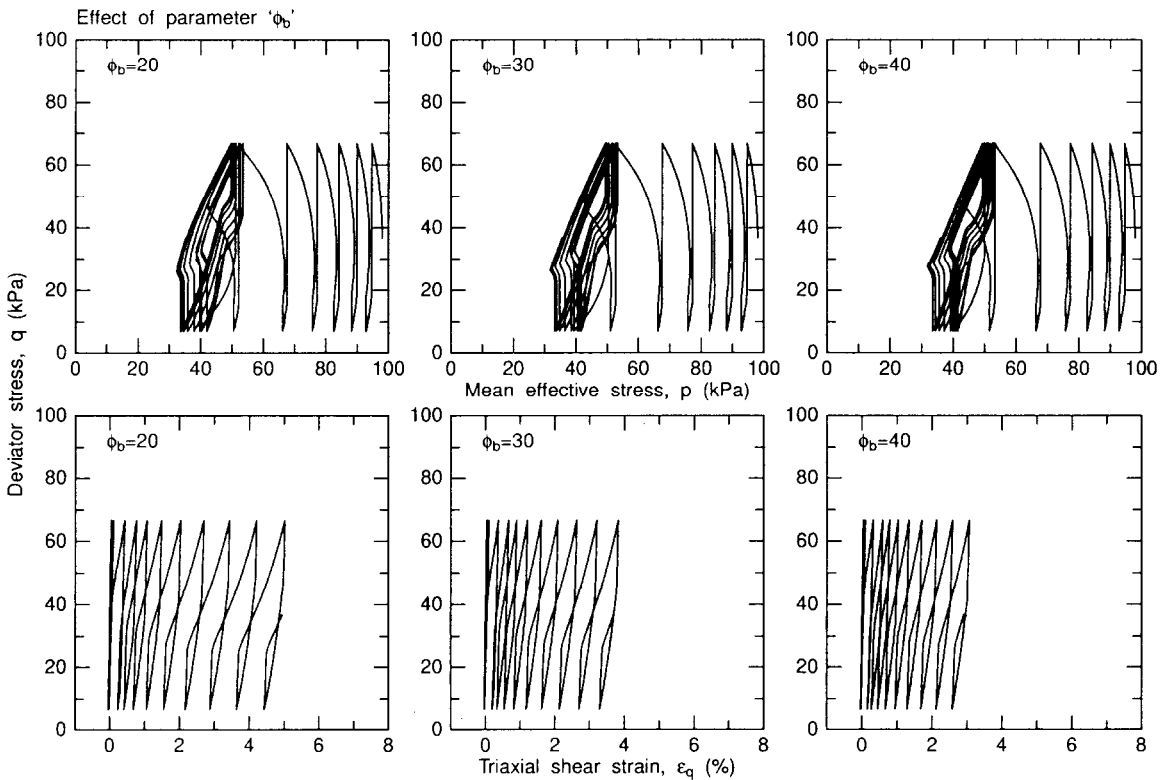 Effect of parameter 'ϕb'
ϕb=20
ϕb=30
ϕb=40
100
80
60
40
20
0
0 20 40 60 80 100
0 20 40 60 80 100
0 20 40 60 80 100
Mean effective stress, p (kPa)
Deviator stress, q (kPa)
ϕb=20
ϕb=30
ϕb=40
100
80
60
40
20
0
0 2 4 6 8
0 2 4 6 8
0 2 4 6 8
Triaxial shear strain, εq (%)